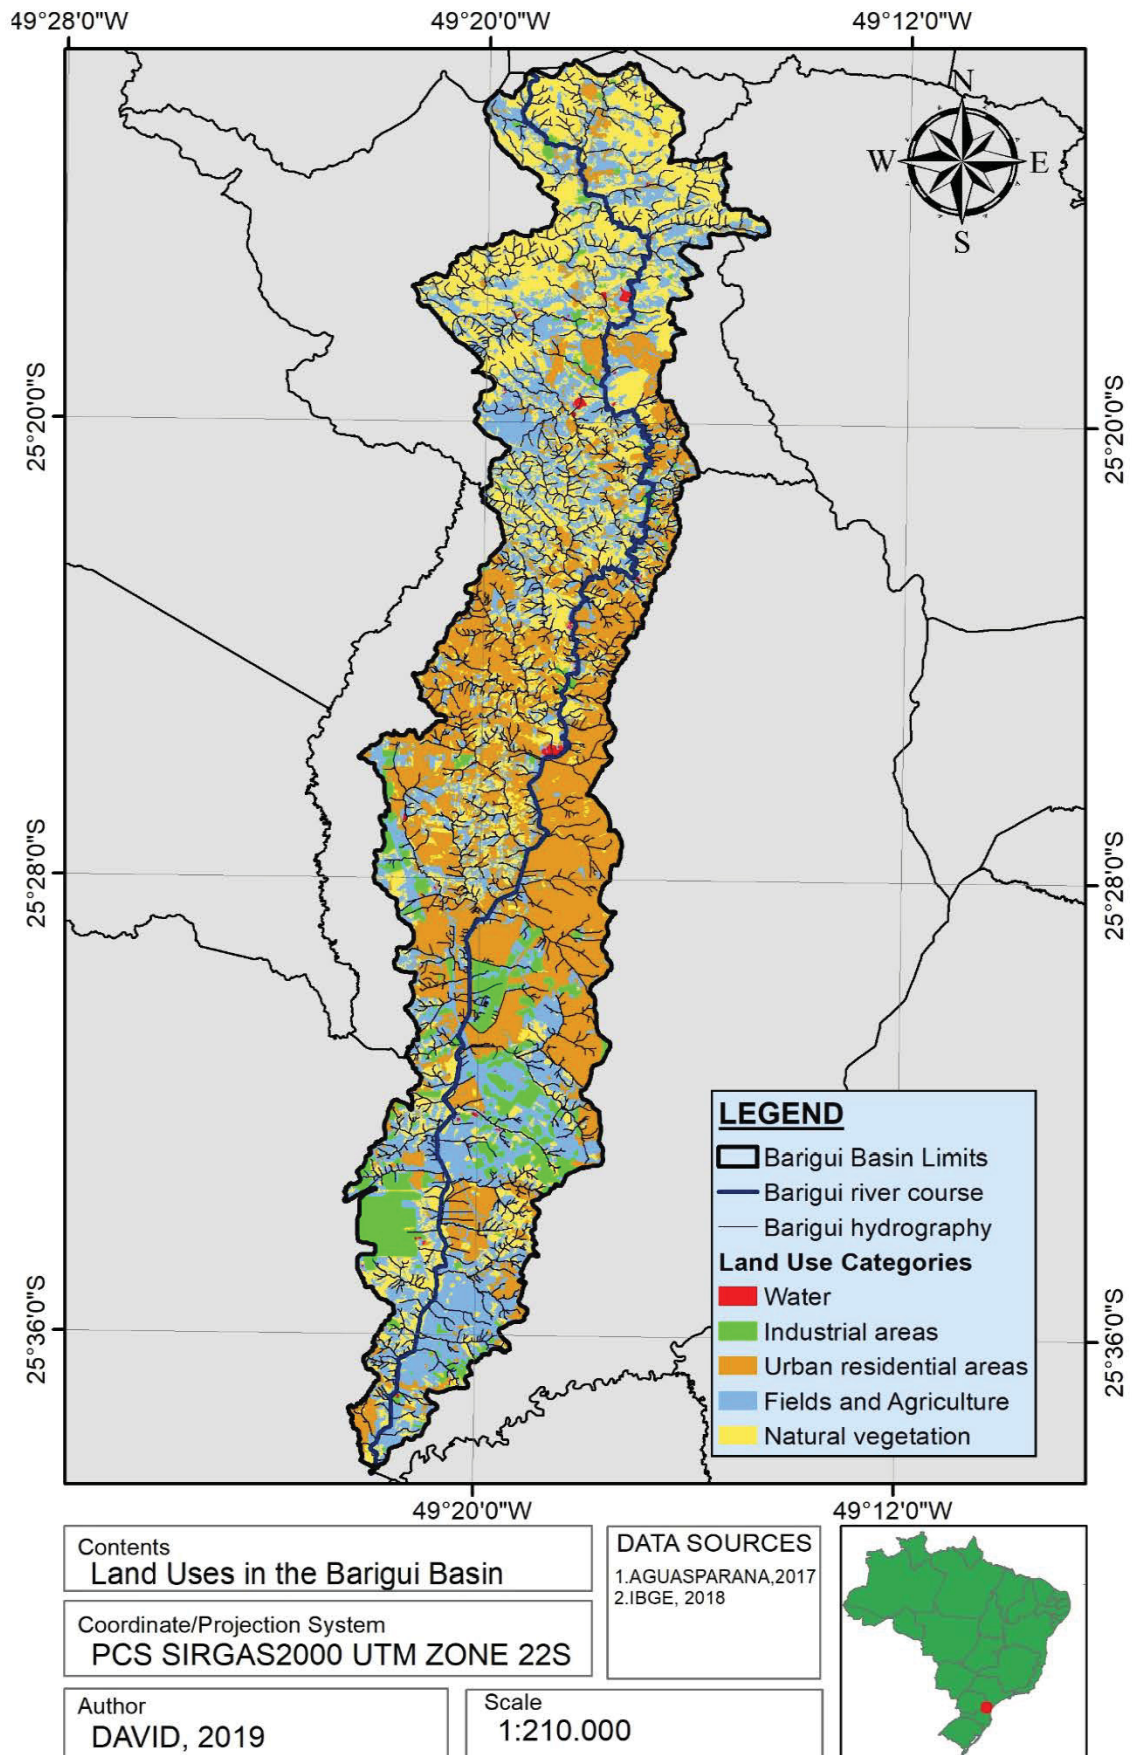 49°28'0"W
49°20'0"W
49°12'0"W
N
W
E
S
25°20'0"S
25°20'0"S
25°28'0"S
25°28'0"S
25°36'0"S
25°36'0"S
LEGEND
Barigui Basin Limits
Barigui river course
Barigui hydrography
Land Use Categories
Water
Industrial areas
Urban residential areas
Fields and Agriculture
Natural vegetation
49°20'0"W
49°12'0"W
Contents
Land Uses in the Barigui Basin
DATA SOURCES
1.AGUASPARANA,2017
2.IBGE, 2018
Coordinate/Projection System
PCS SIRGAS2000 UTM ZONE 22S
Author
DAVID, 2019
Scale
1:210.000